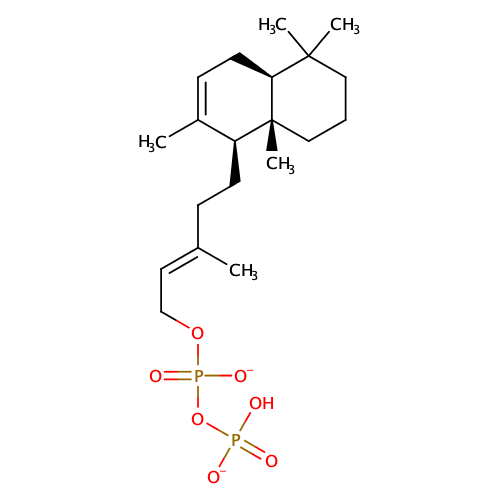 H3C CH3
H3C
CH3
CH3
O
O P O−
O OH
P
O− O